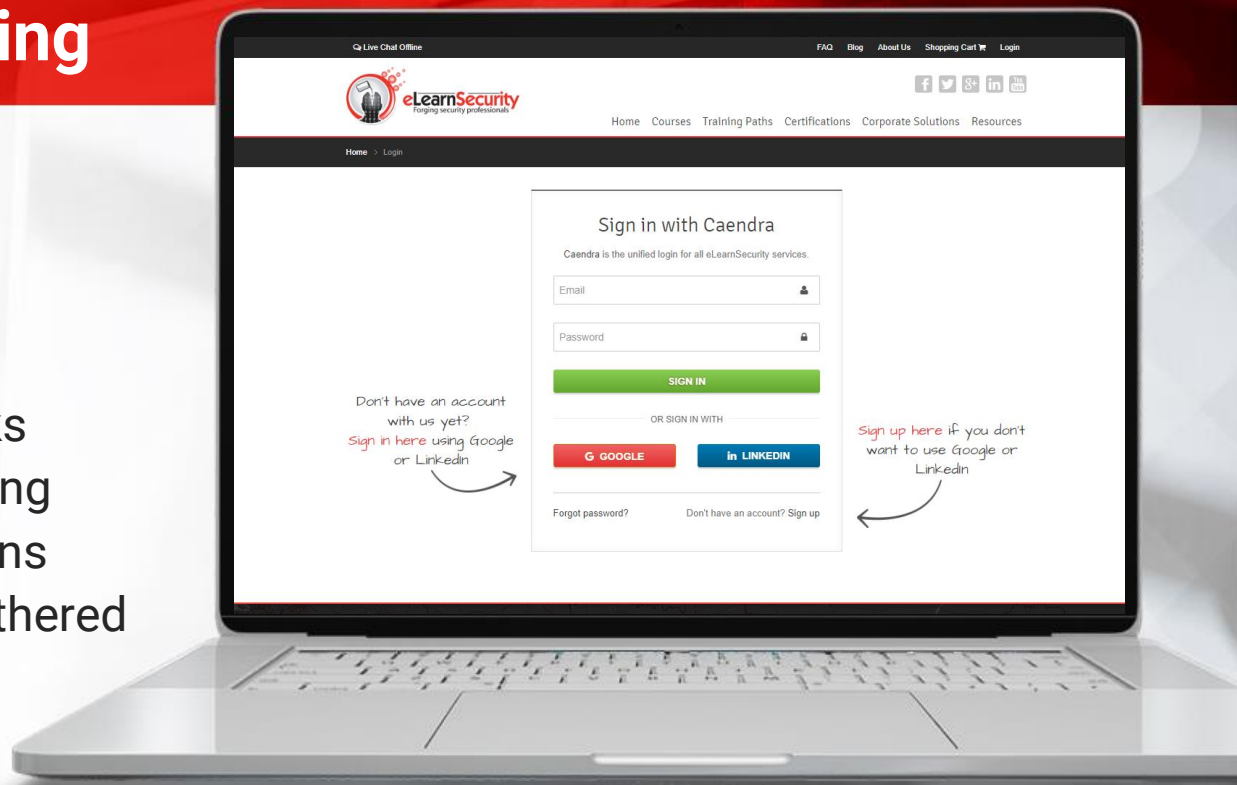 ing
ks
ng
ns
thered
Live Chat Offline
FAQ Blog About Us Shopping Cart Login
eLearnSecurity
Forging security professionals
You Tube
Home Courses Training Paths Certifications Corporate Solutions Resources
Home > Login
Sign in with Caendra
Caendra is the unified login for all eLearnSecurity services.
Email
Password
SIGN IN
OR SIGN IN WITH
G GOOGLE
in LINKEDIN
Forgot password?
Don't have an account? Sign up
Don't have an account
with us yet?
Sign in here using Google
or Linkedin
Sign up here if you don't
want to use Google or
Linkedin